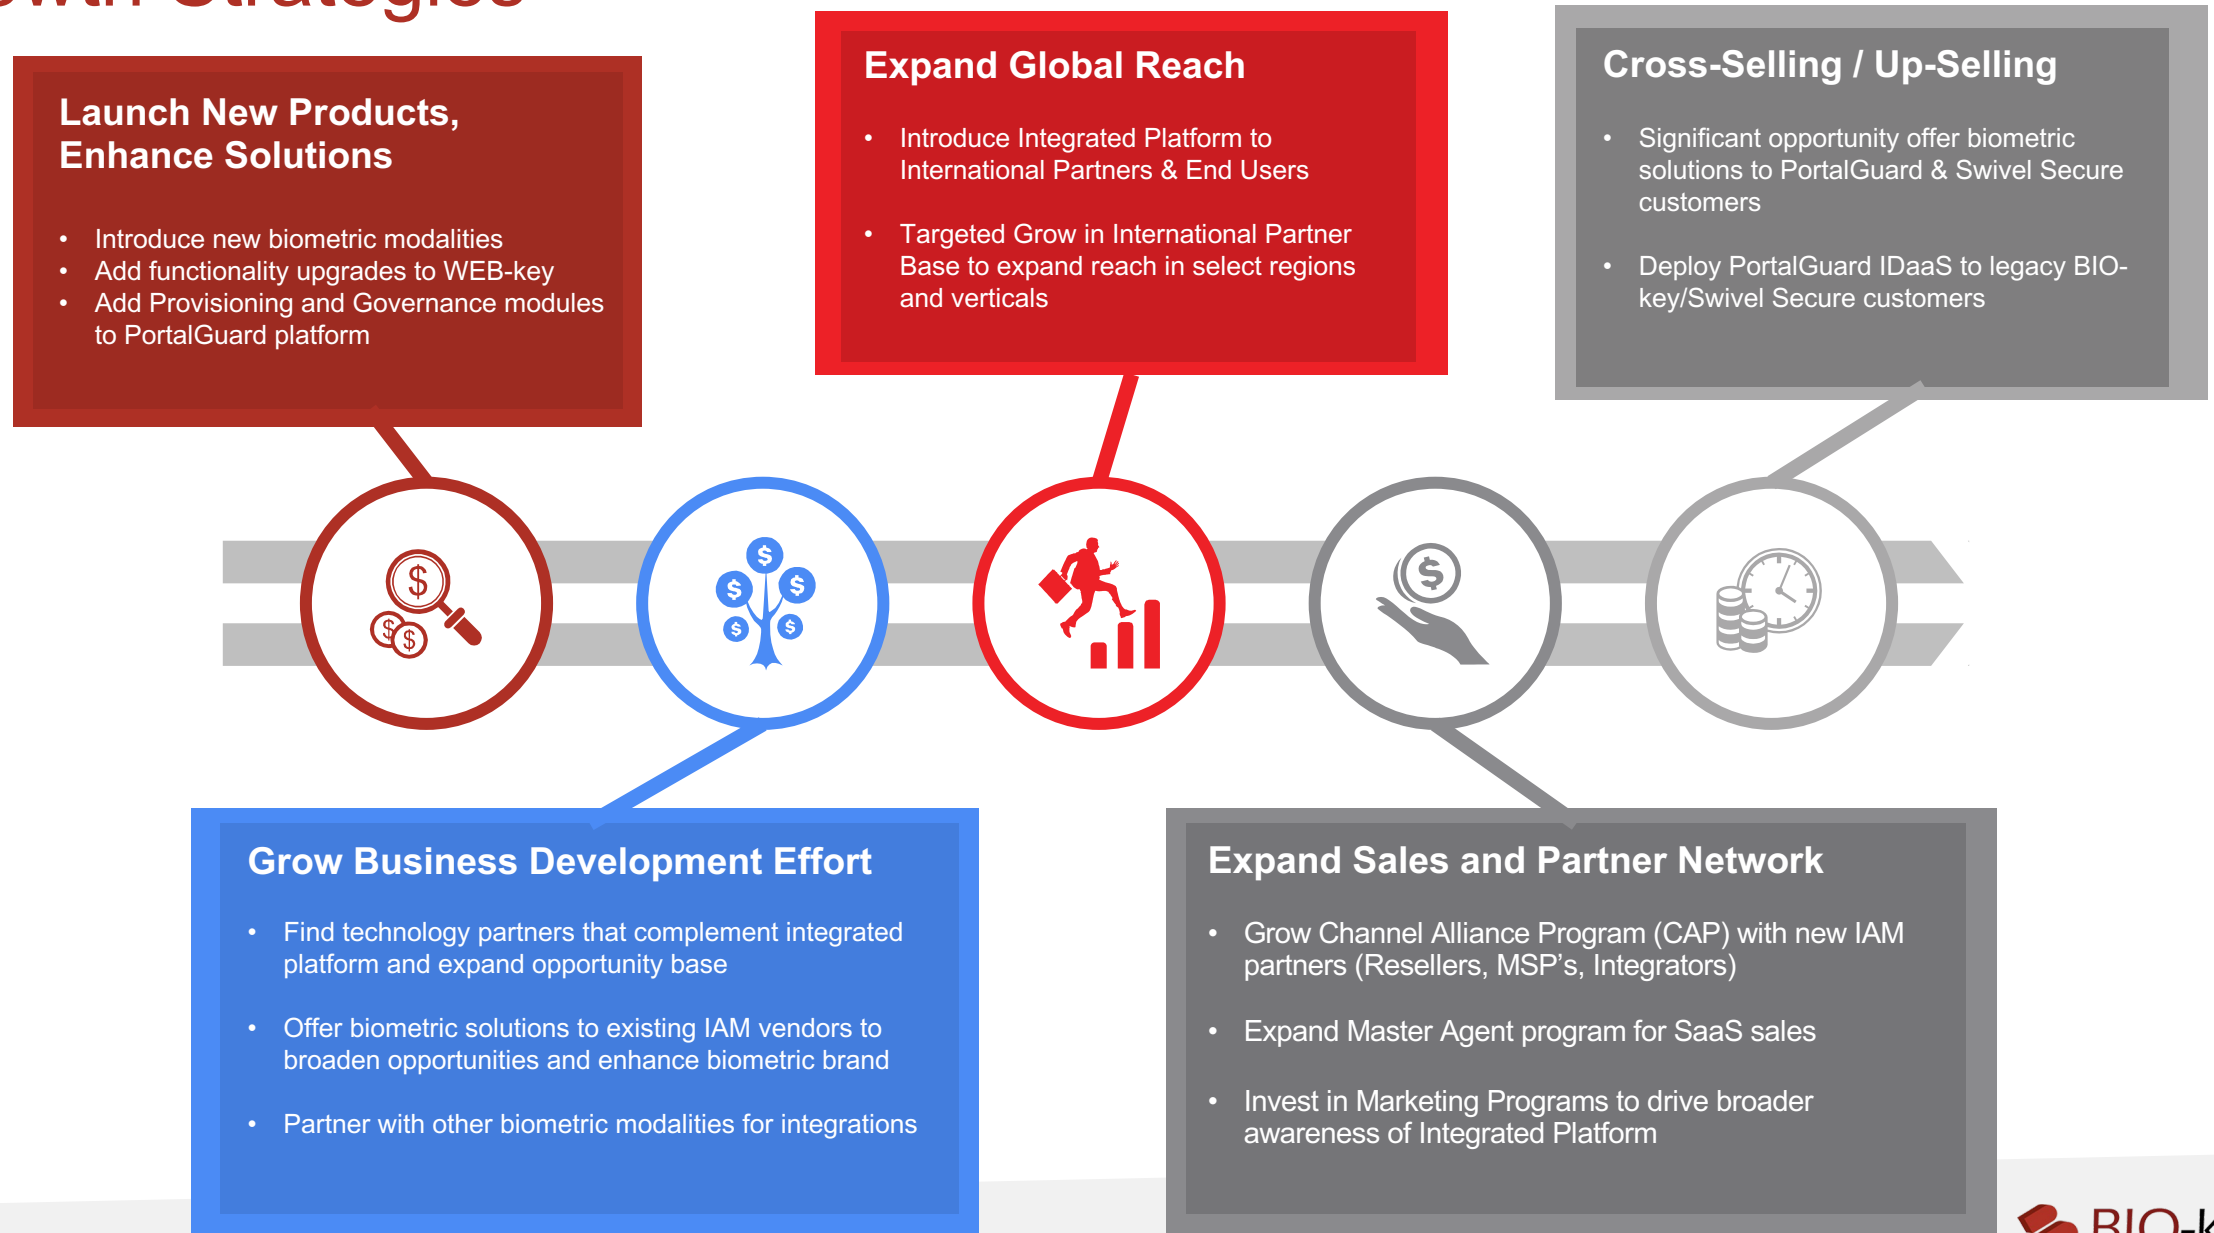 Growth Strategies
Launch New Products,
Enhance Solutions
• Introduce new biometric modalities
• Add functionality upgrades to WEB-key
• Add Provisioning and Governance modules
to PortalGuard platform
Expand Global Reach
• Introduce Integrated Platform to
International Partners & End Users
• Targeted Grow in International Partner
Base to expand reach in select regions
and verticals
Cross-Selling / Up-Selling
• Significant opportunity offer biometric
solutions to PortalGuard & Swivel Secure
customers
• Deploy PortalGuard IDaaS to legacy BIO-
key/Swivel Secure customers
$
$
$
$
$
$
$
$
$
Grow Business Development Effort
• Find technology partners that complement integrated
platform and expand opportunity base
• Offer biometric solutions to existing IAM vendors to
broaden opportunities and enhance biometric brand
• Partner with other biometric modalities for integrations
Expand Sales and Partner Network
• Grow Channel Alliance Program (CAP) with new IAM
partners (Resellers, MSP's, Integrators)
• Expand Master Agent program for SaaS sales
• Invest in Marketing Programs to drive broader
awareness of Integrated Platform
BIO-k